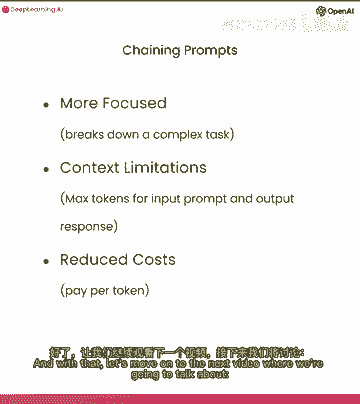 DeepLearning.AI
OpenAI
Chaining Prompts
• More Focused
(breaks down a complex task)
• Context Limitations
(Max tokens for input prompt and output
response)
• Reduced Costs
(pay per token)
好了，让我们继续观看下一个视频，接下来我们将讨论:
And with that, let's move on to the next video where we're
going to talk about: